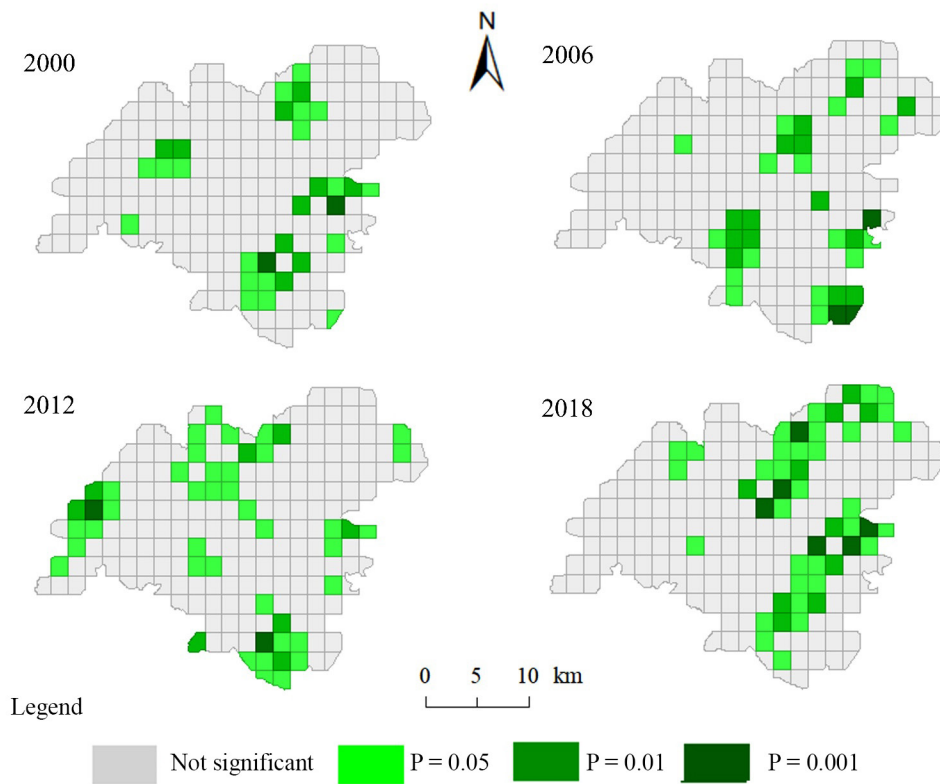 N
2000
2006
2012
2018
0 5 10 km
Legend
Not significant P = 0.05 P = 0.01 P = 0.001